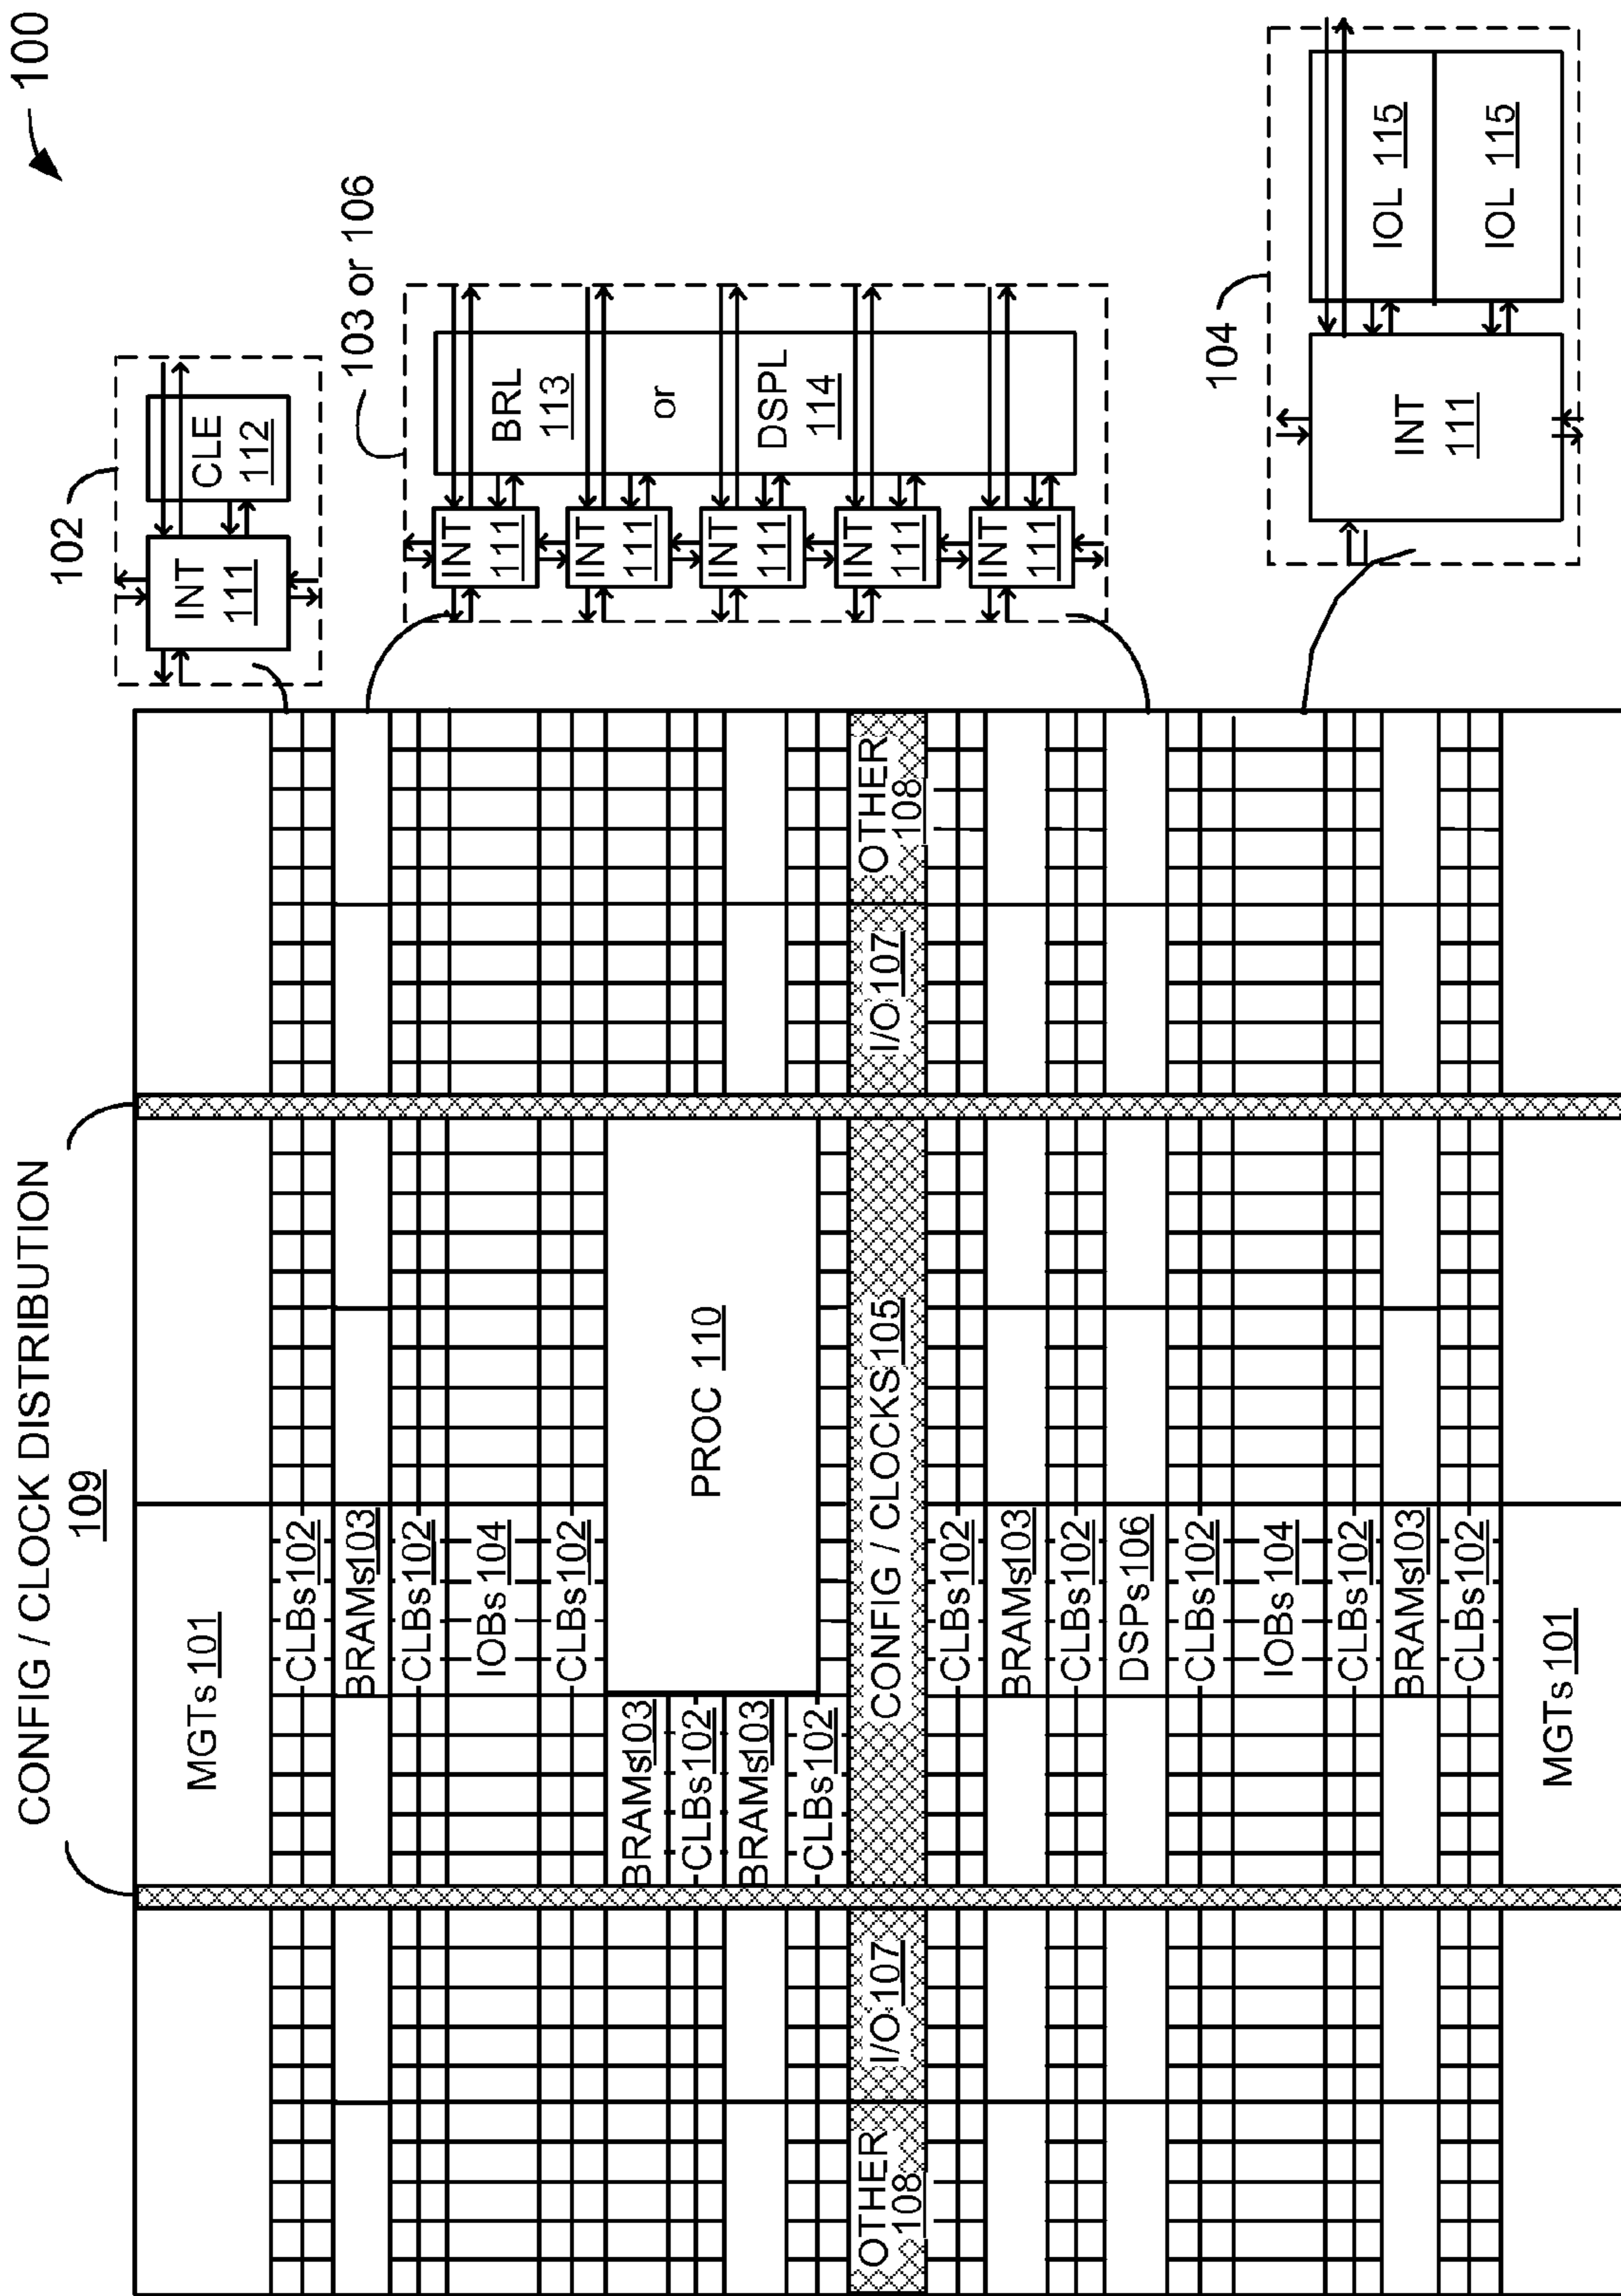 100
CONFIG / CLOCK DISTRIBUTION
109
MGTs 101
CLBs 102
BRAMs 103
CLBs 102
IOBs 104
CLBs 102
BRAMs 103
CLBs 102
BRAMs 103
CLBs 102
PROC 110
OTHER
108
I/O 107
CONFIG / CLOCKS 105
I/O 107
OTHER
108
CLBs 102
BRAMs 103
CLBs 102
DSPs 106
CLBs 102
IOBs 104
CLBs 102
BRAMs 103
CLBs 102
MGTs 101
102
INT
111
CLE
112
103 or 106
INT
111
INT
111
INT
111
INT
111
INT
111
BRL
113
or
DSPL
114
104
INT
111
IOL 115
IOL 115